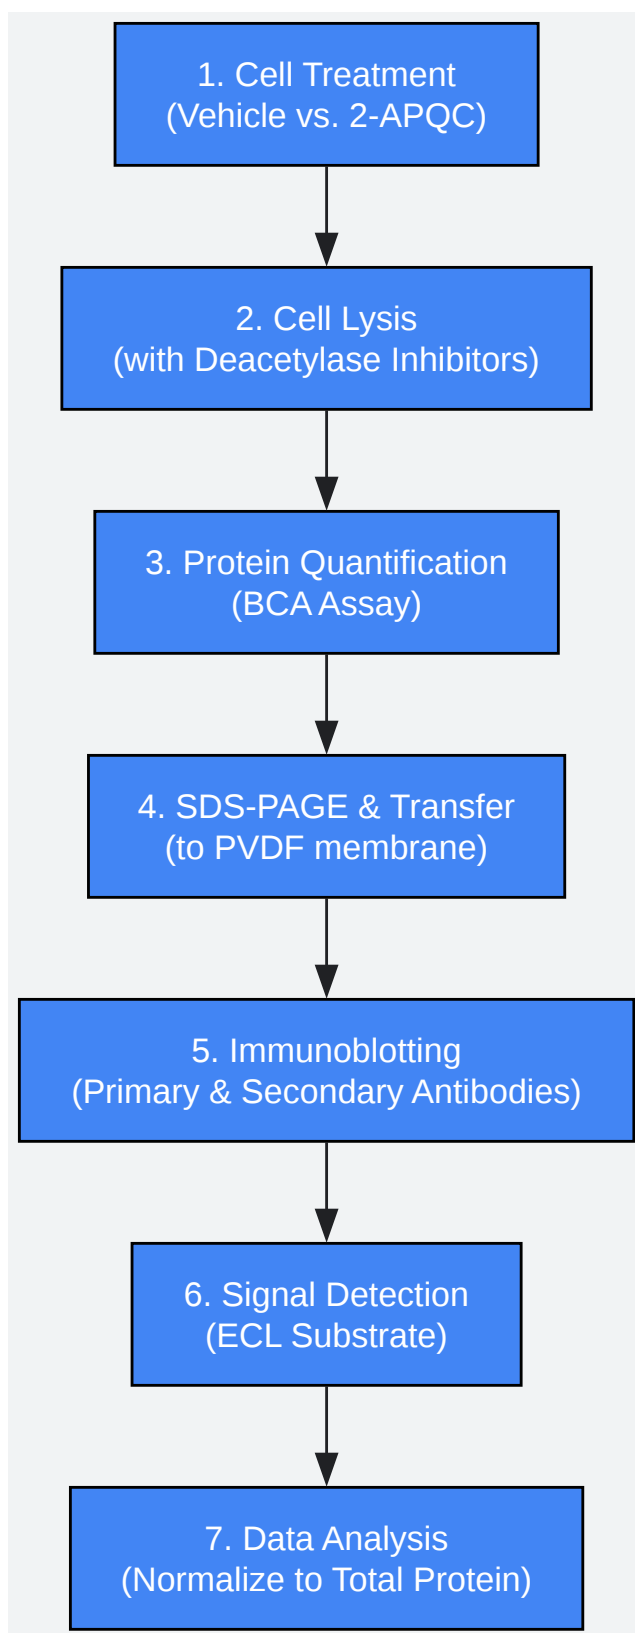 1. Cell Treatment
(Vehicle vs. 2-APQC)
2. Cell Lysis
(with Deacetylase Inhibitors)
3. Protein Quantification
(BCA Assay)
4. SDS-PAGE & Transfer
(to PVDF membrane)
5. Immunoblotting
(Primary & Secondary Antibodies)
6. Signal Detection
(ECL Substrate)
7. Data Analysis
(Normalize to Total Protein)